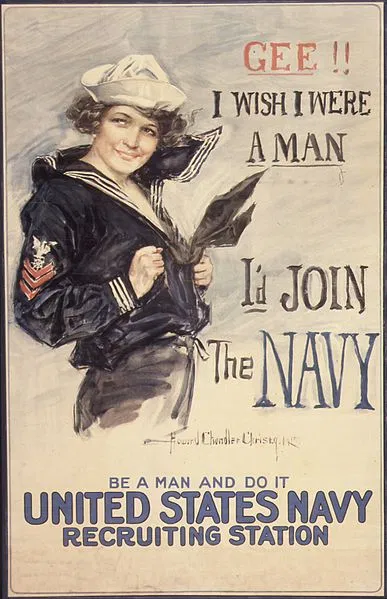 GEE !!
I WISH I WERE
A MAN
I'd JOIN
The NAVY
Howard Chandler Christy
BE A MAN AND DO IT
UNITED STATES NAVY
RECRUITING STATION